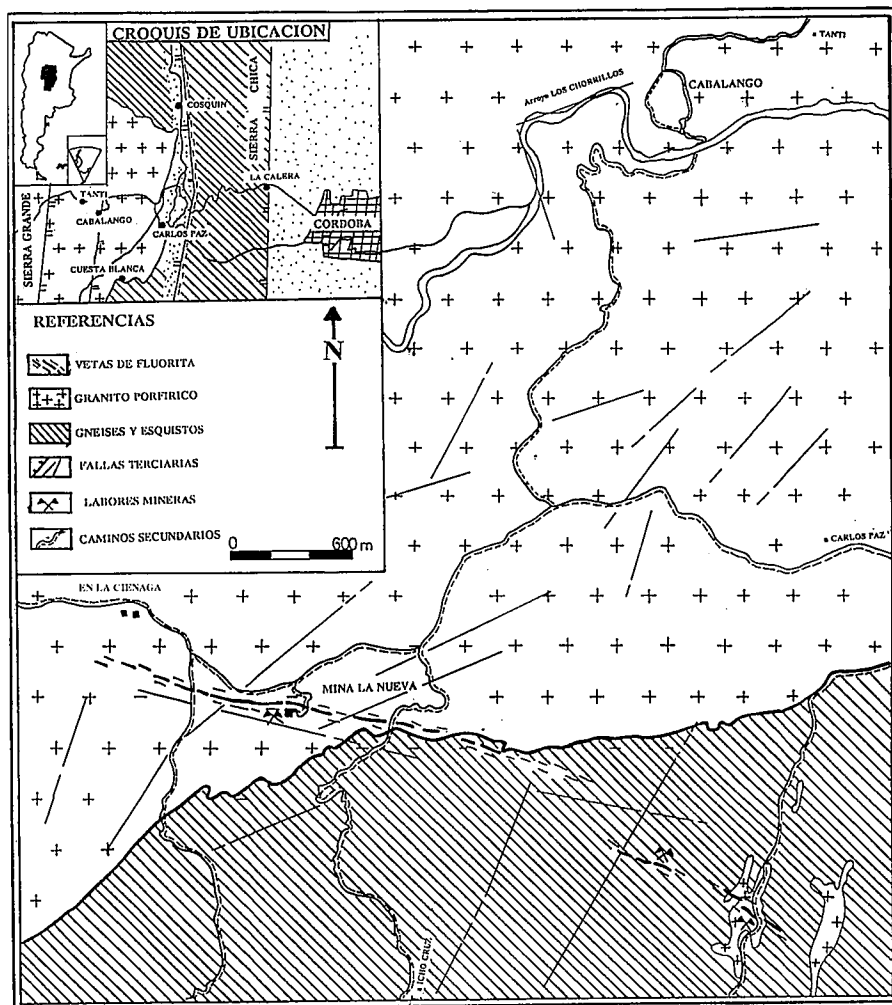 CROQUIS DE UBICACION
COSQUIN
SIERRA CHICA
LA CALERA
SIERRA GRANDE
TANTI
CABALANGO
CARLOS PAZ
CORDOBA
CUESTA BLANCA
REFERENCIAS
VETAS DE FLUORITA
GRANITO PORFIRICO
GNEISES Y ESQUISTOS
FALLAS TERCIARIAS
LABORES MINERAS
CAMINOS SECUNDARIOS
N
0 600 m
TANTI
CABALANGO
Arroyo LOS CHORRILLOS
CARLOS PAZ
EN LA CIENAGA
MINA LA NUEVA
a ICHO CRUZ